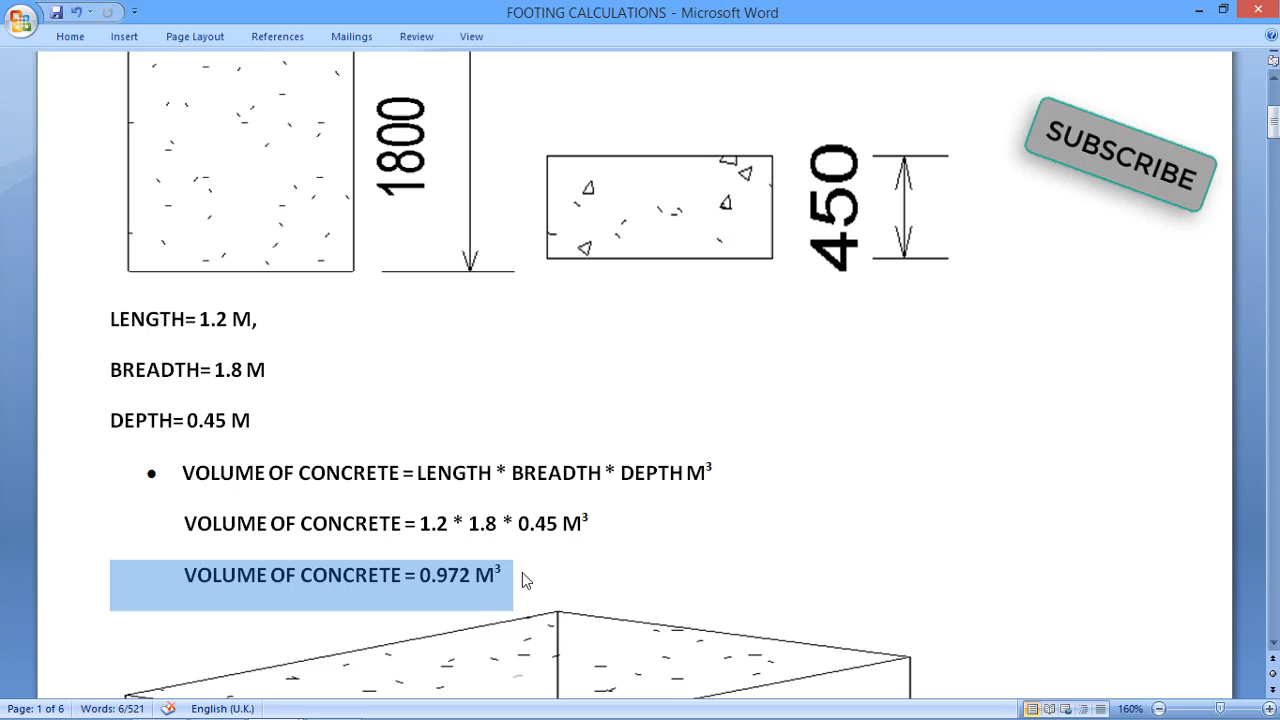 FOOTING CALCULATIONS - Microsoft Word
Home Insert Page Layout References Mailings Review View
1800
450
SUBSCRIBE
LENGTH= 1.2 M,
BREADTH= 1.8 M
DEPTH= 0.45 M
• VOLUME OF CONCRETE = LENGTH * BREADTH * DEPTH M³
VOLUME OF CONCRETE = 1.2 * 1.8 * 0.45 M³
VOLUME OF CONCRETE = 0.972 M³
Page: 1 of 6 Words: 6/521 English (U.K.) 160%